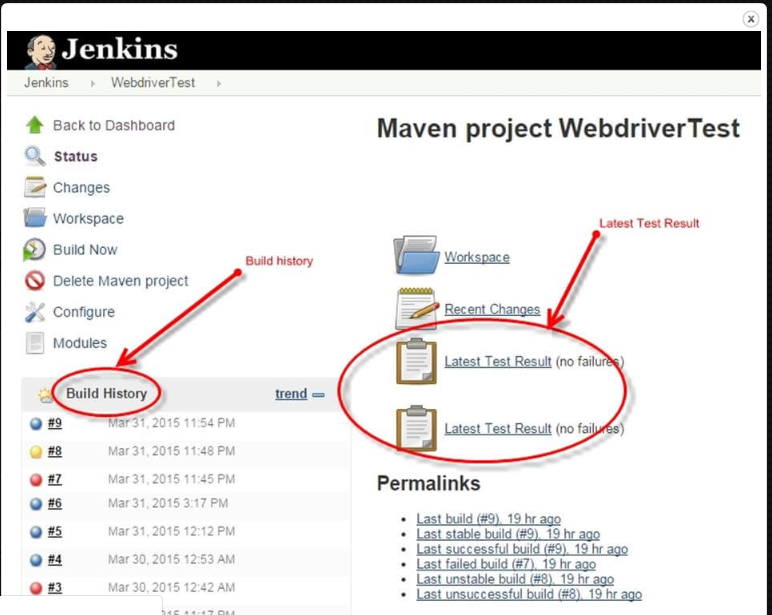 Jenkins
Jenkins WebdriverTest
Back to Dashboard
Status
Changes
Workspace
Build Now
Delete Maven project
Configure
Modules
Build history
Build History trend
#9 Mar 31, 2015 11:54 PM
#8 Mar 31, 2015 11:48 PM
#7 Mar 31, 2015 11:45 PM
#6 Mar 31, 2015 3:17 PM
#5 Mar 31, 2015 12:12 PM
#4 Mar 30, 2015 12:53 AM
#3 Mar 30, 2015 12:42 AM
Maven project WebdriverTest
Latest Test Result
Workspace
Recent Changes
Latest Test Result (no failures)
Latest Test Result (no failures)
Permalinks
Last build (#9), 19 hr ago
Last stable build (#9), 19 hr ago
Last successful build (#9), 19 hr ago
Last failed build (#7), 19 hr ago
Last unstable build (#8), 19 hr ago
Last unsuccessful build (#8), 19 hr ago